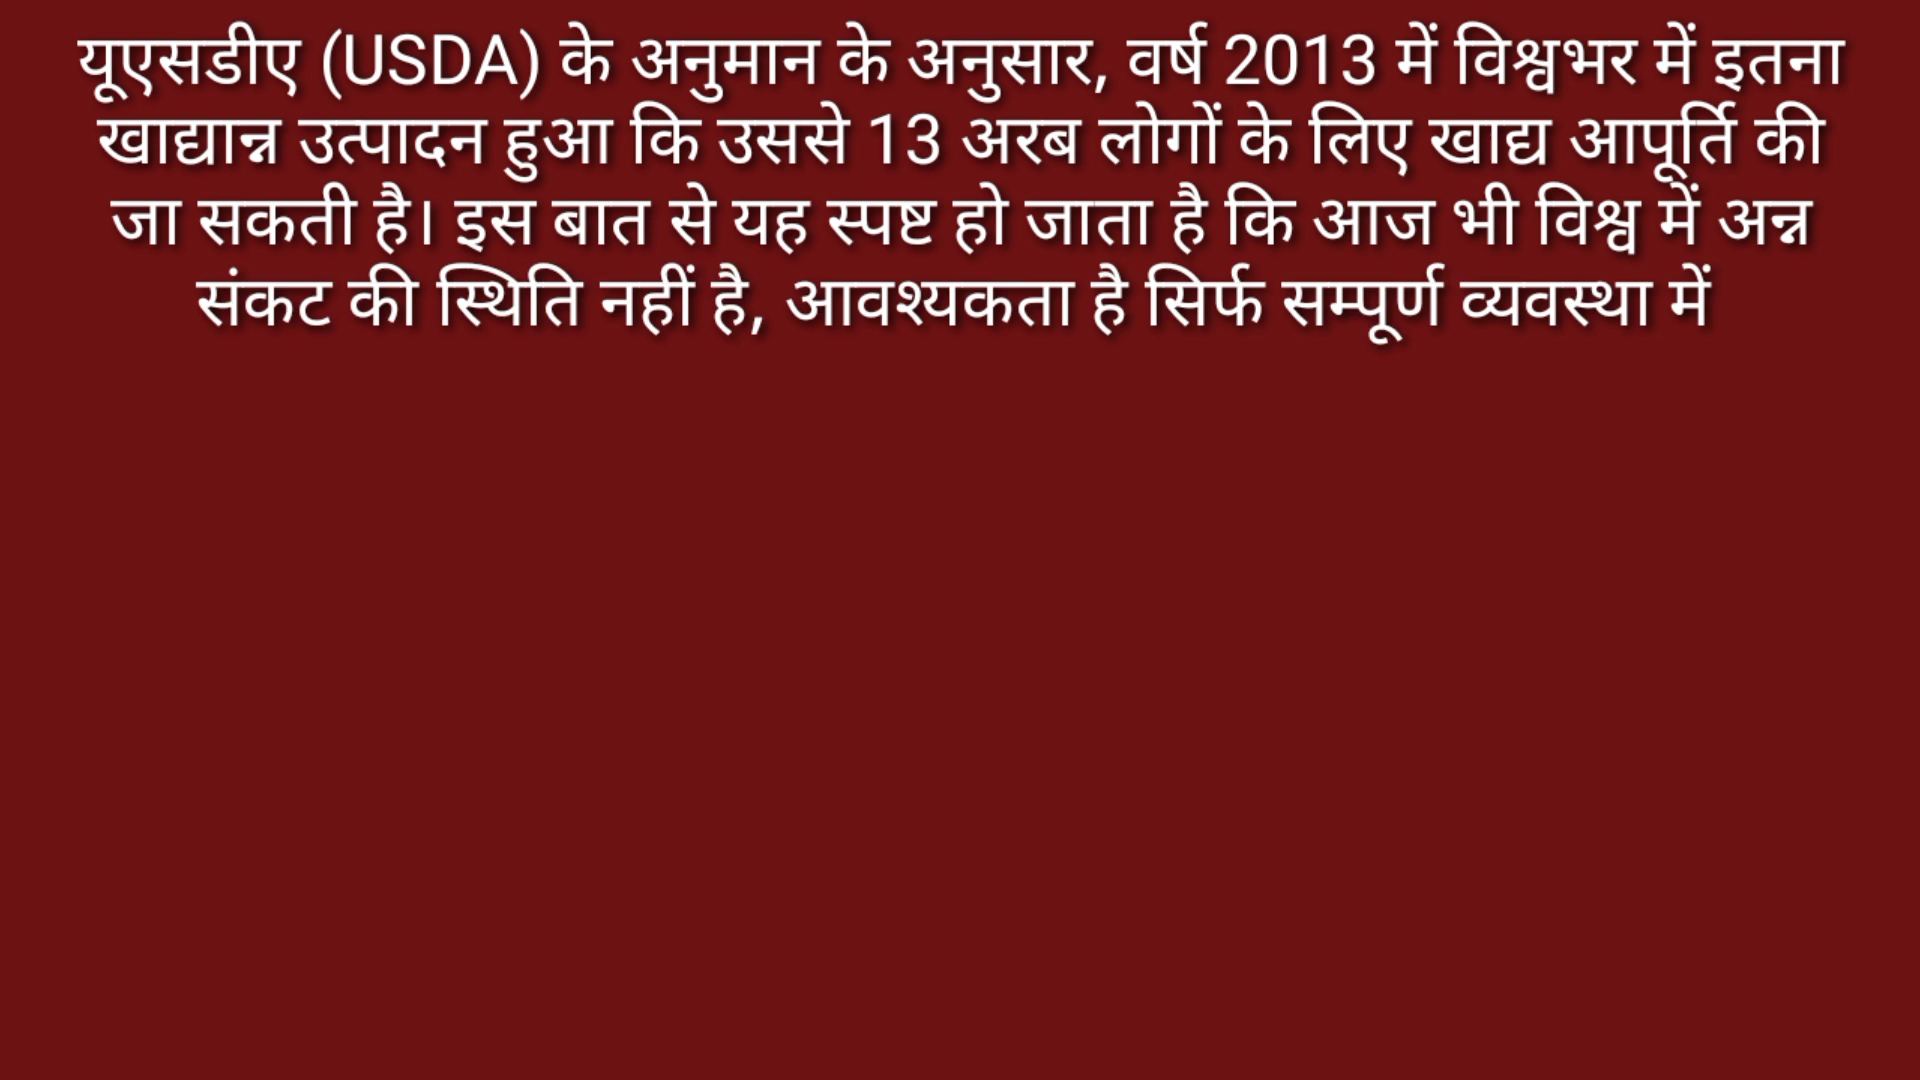 यूएसडीए (USDA) के अनुमान के अनुसार, वर्ष 2013 में विश्वभर में इतना
खाद्यान्न उत्पादन हुआ कि उससे 13 अरब लोगों के लिए खाद्य आपूर्ति की
जा सकती है। इस बात से यह स्पष्ट हो जाता है कि आज भी विश्व में अन्न
संकट की स्थिति नहीं है, आवश्यकता है सिर्फ सम्पूर्ण व्यवस्था में